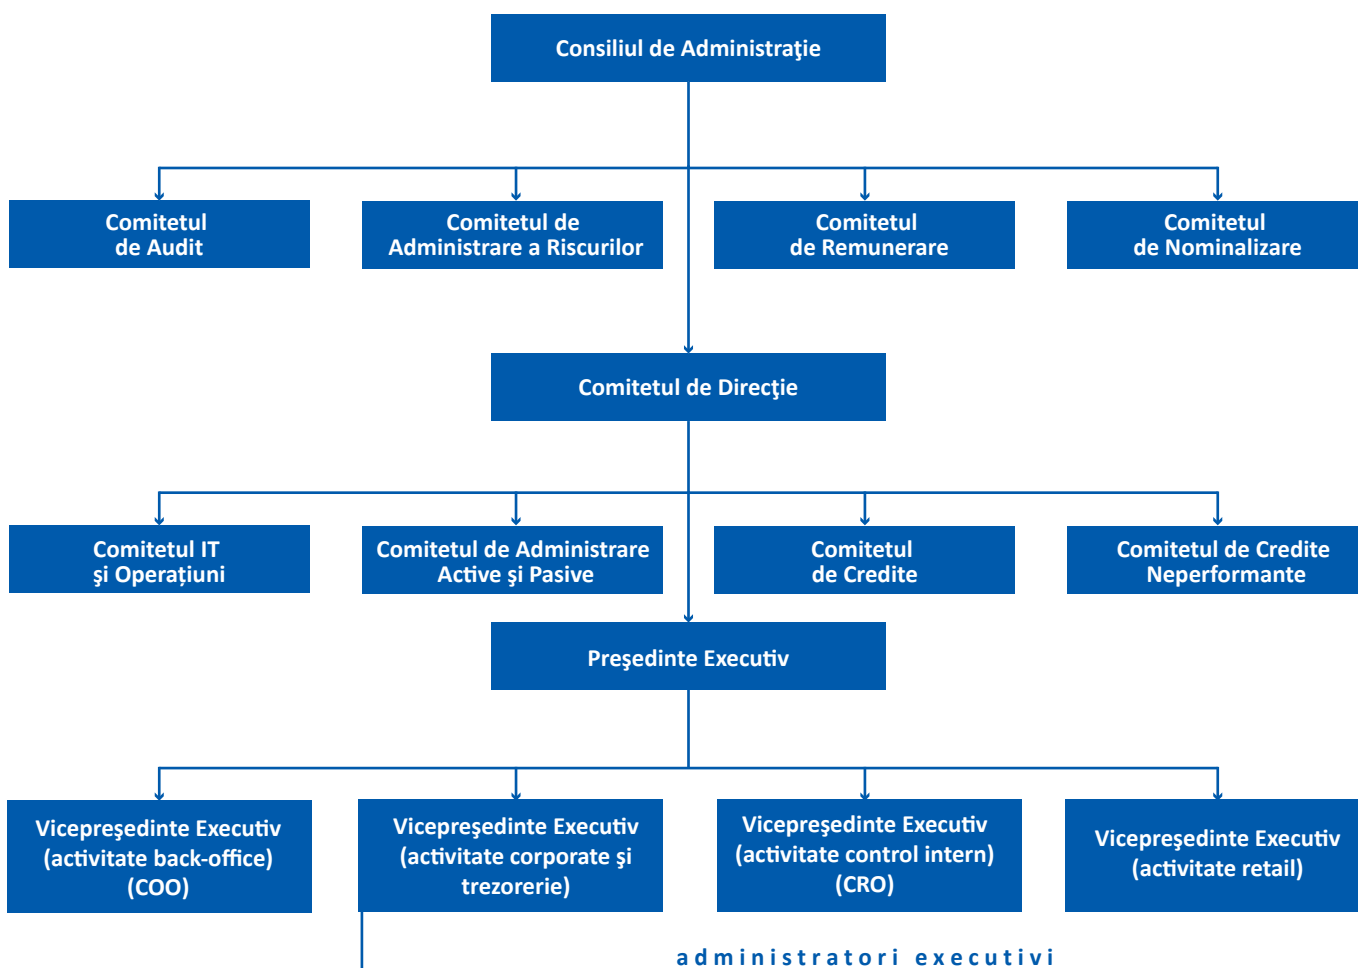 Consiliul de Administraţie
Comitetul
de Audit
Comitetul de
Administrare a Riscurilor
Comitetul
de Remunerare
Comitetul
de Nominalizare
Comitetul de Direcţie
Comitetul IT
şi Operațiuni
Comitetul de Administrare
Active şi Pasive
Comitetul
de Credite
Comitetul de Credite
Neperformante
Preşedinte Executiv
Vicepreşedinte Executiv
(activitate back-office)
(COO)
Vicepreşedinte Executiv
(activitate corporate şi
trezorerie)
Vicepreşedinte Executiv
(activitate control intern)
(CRO)
Vicepreşedinte Executiv
(activitate retail)
administratori executivi